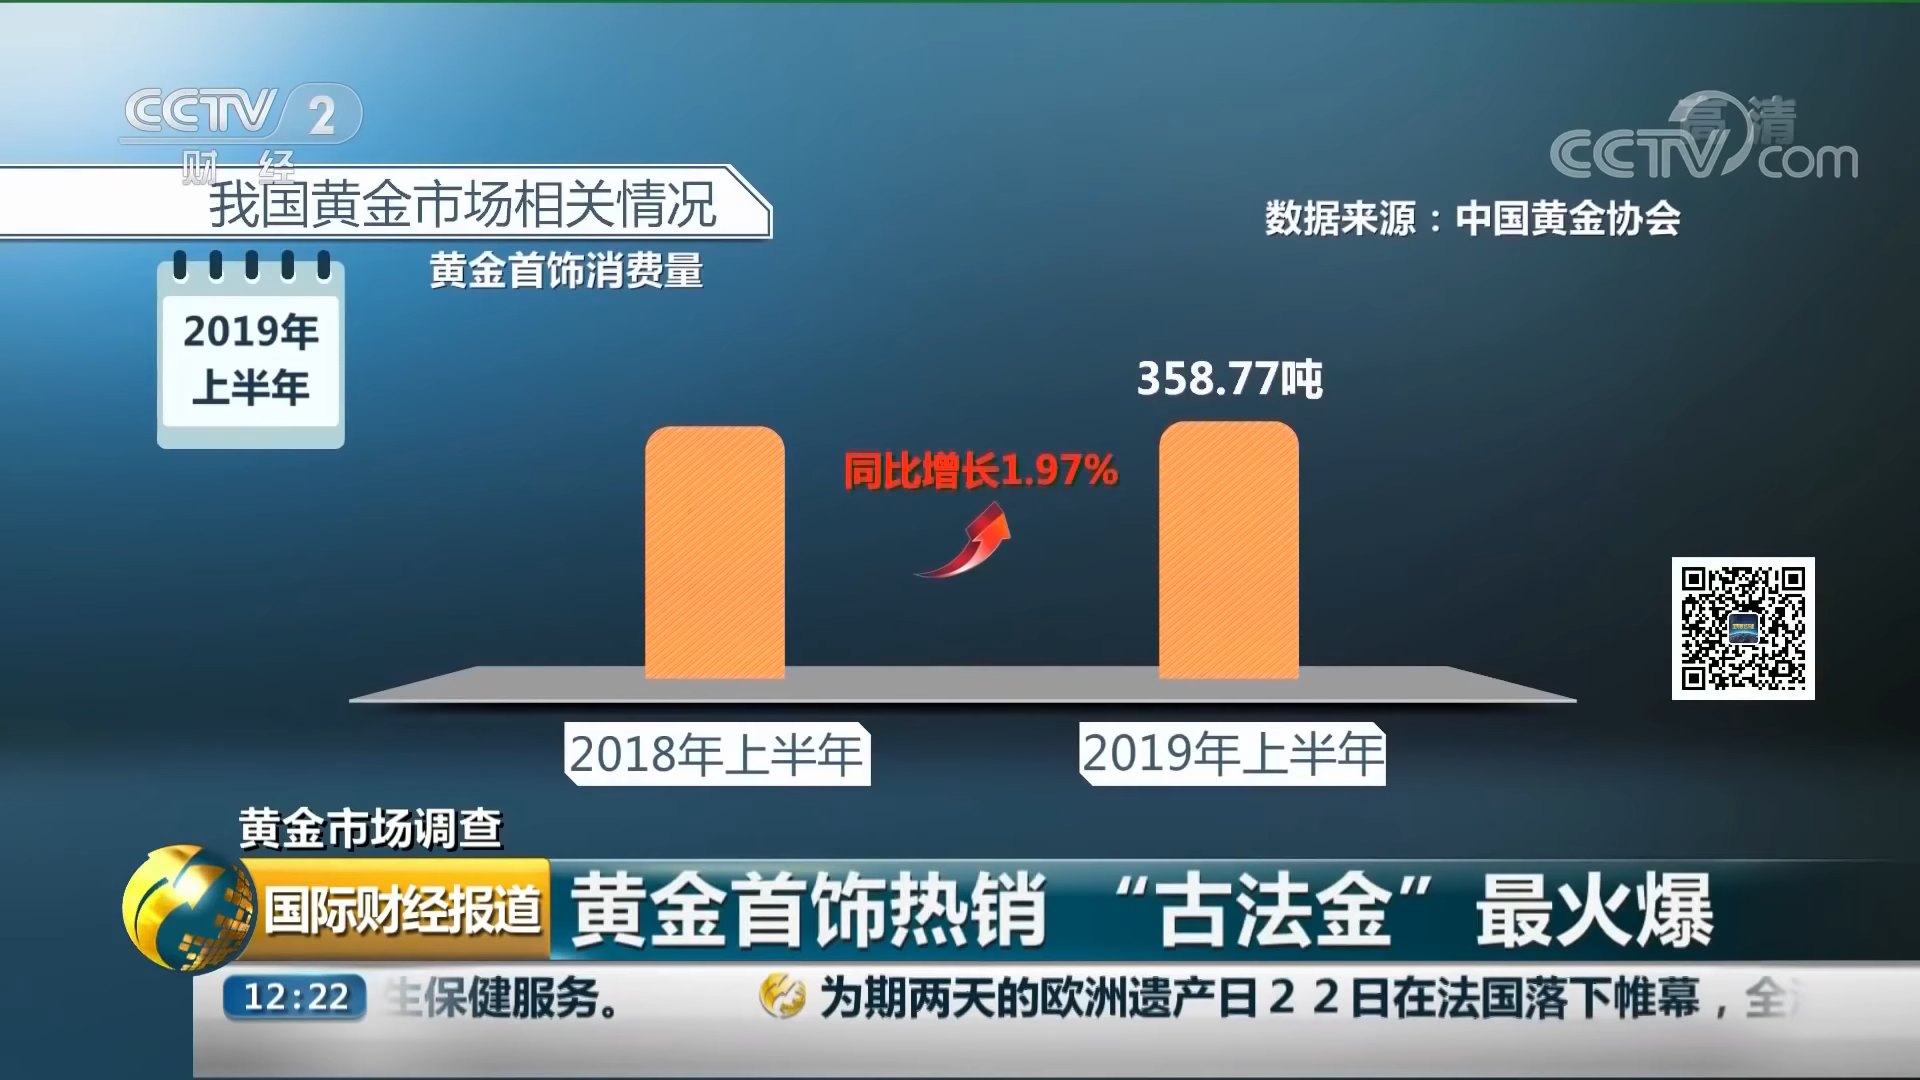 CCTV 2
财 经
高清
CCTV.com
我国黄金市场相关情况
数据来源：中国黄金协会
黄金首饰消费量
2019年
上半年
358.77吨
同比增长1.97%
2018年上半年
2019年上半年
黄金市场调查
国际财经报道
黄金首饰热销 “古法金”最火爆
12:22
生保健服务。 为期两天的欧洲遗产日２２日在法国落下帷幕，全